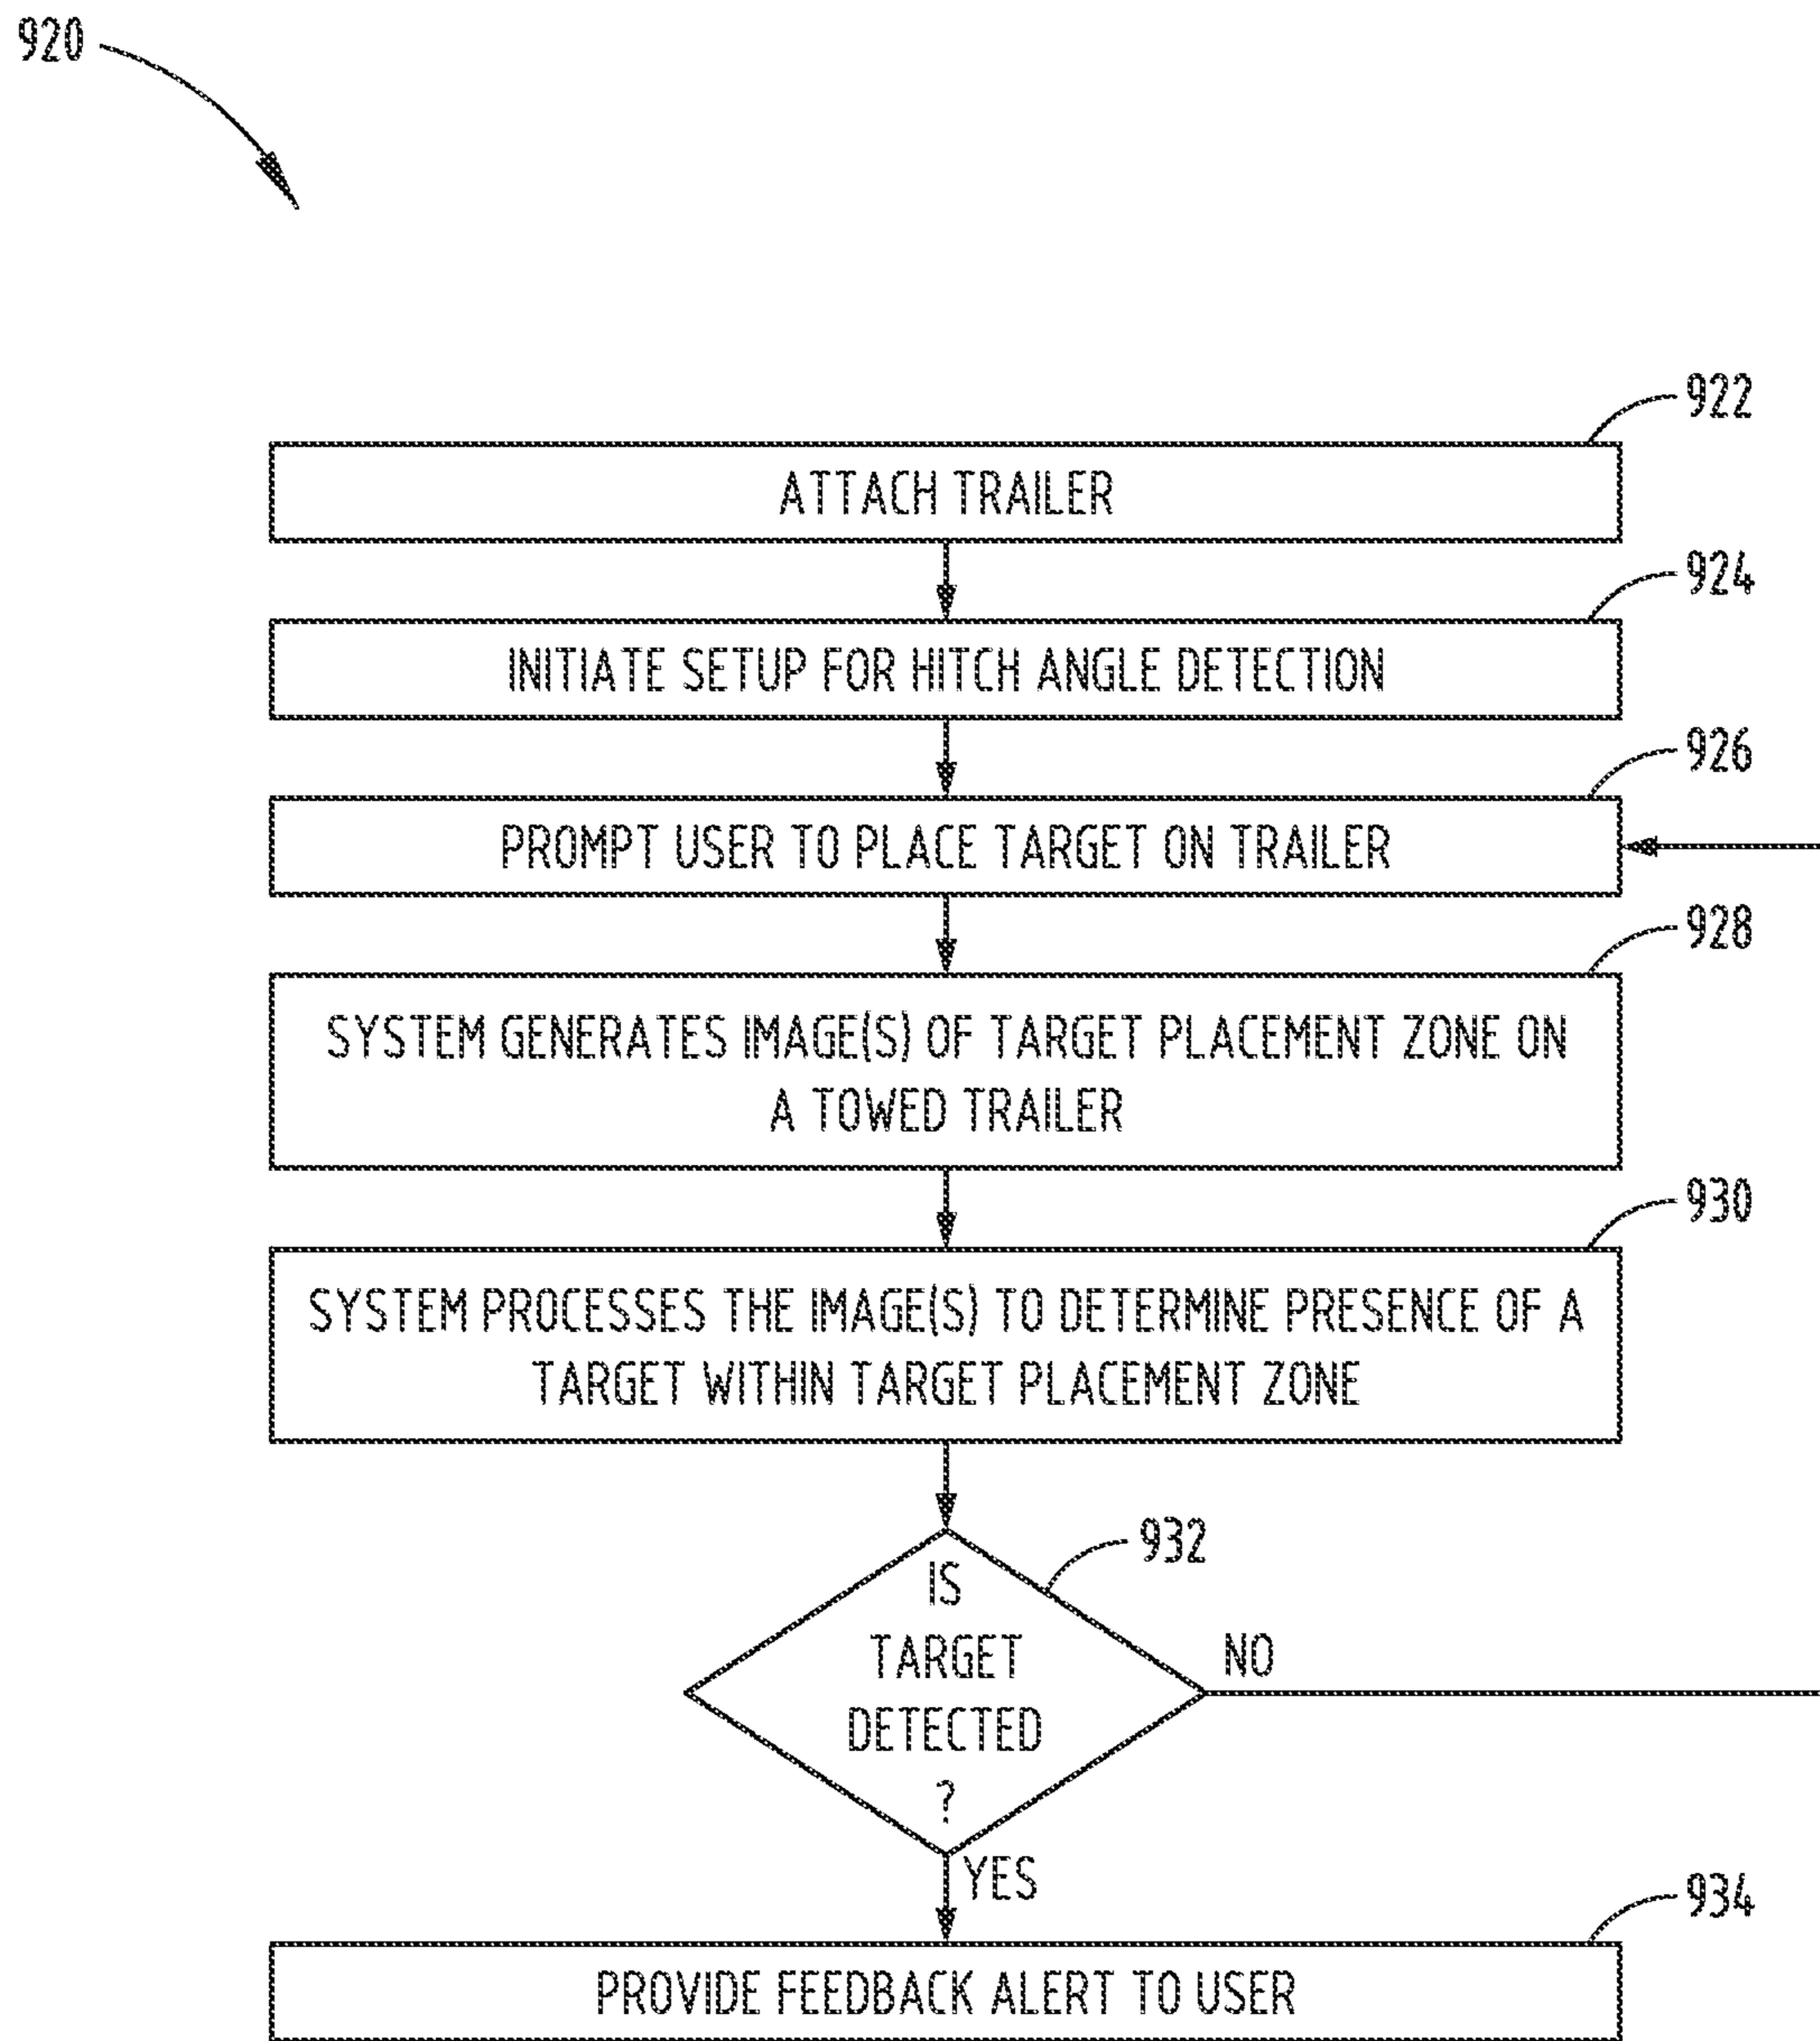 920
922
ATTACH TRAILER
924
INITIATE SETUP FOR HITCH ANGLE DETECTION
926
PROMPT USER TO PLACE TARGET ON TRAILER
928
SYSTEM GENERATES IMAGE(S) OF TARGET PLACEMENT ZONE ON
A TOWED TRAILER
930
SYSTEM PROCESSES THE IMAGE(S) TO DETERMINE PRESENCE OF A
TARGET WITHIN TARGET PLACEMENT ZONE
932
IS
TARGET
DETECTED
?
NO
YES
934
PROVIDE FEEDBACK ALERT TO USER